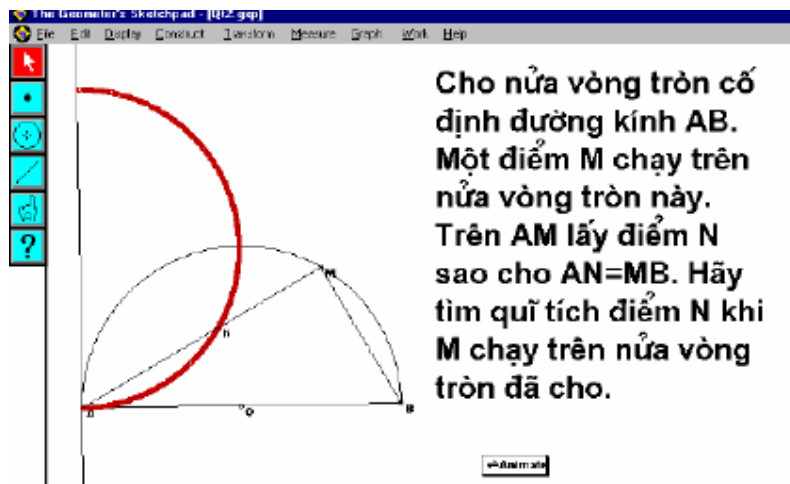 The Geometer's Sketchpad - [Qt2.gsp]
File Edit Display Construct Transform Measure Graph Work Help
Cho nửa vòng tròn cố
định đường kính AB.
Một điểm M chạy trên
nửa vòng tròn này.
Trên AM lấy điểm N
sao cho AN=MB. Hãy
tìm quĩ tích điểm N khi
M chạy trên nửa vòng
tròn đã cho.
M
A
O
B
?
Animate